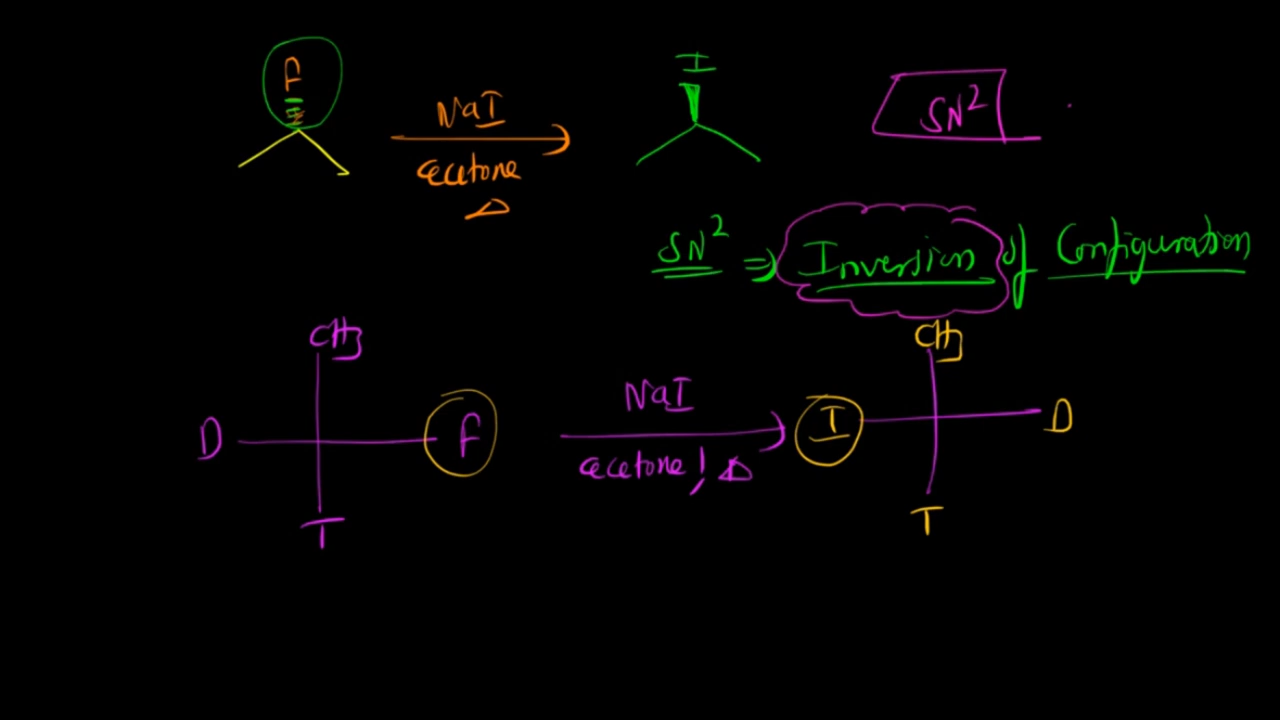 F
NaI
acetone
Δ
I
SN²
SN² ⇒ Inversion of Configuration
CH3
D
F
T
NaI
acetone / Δ
CH3
I
D
T